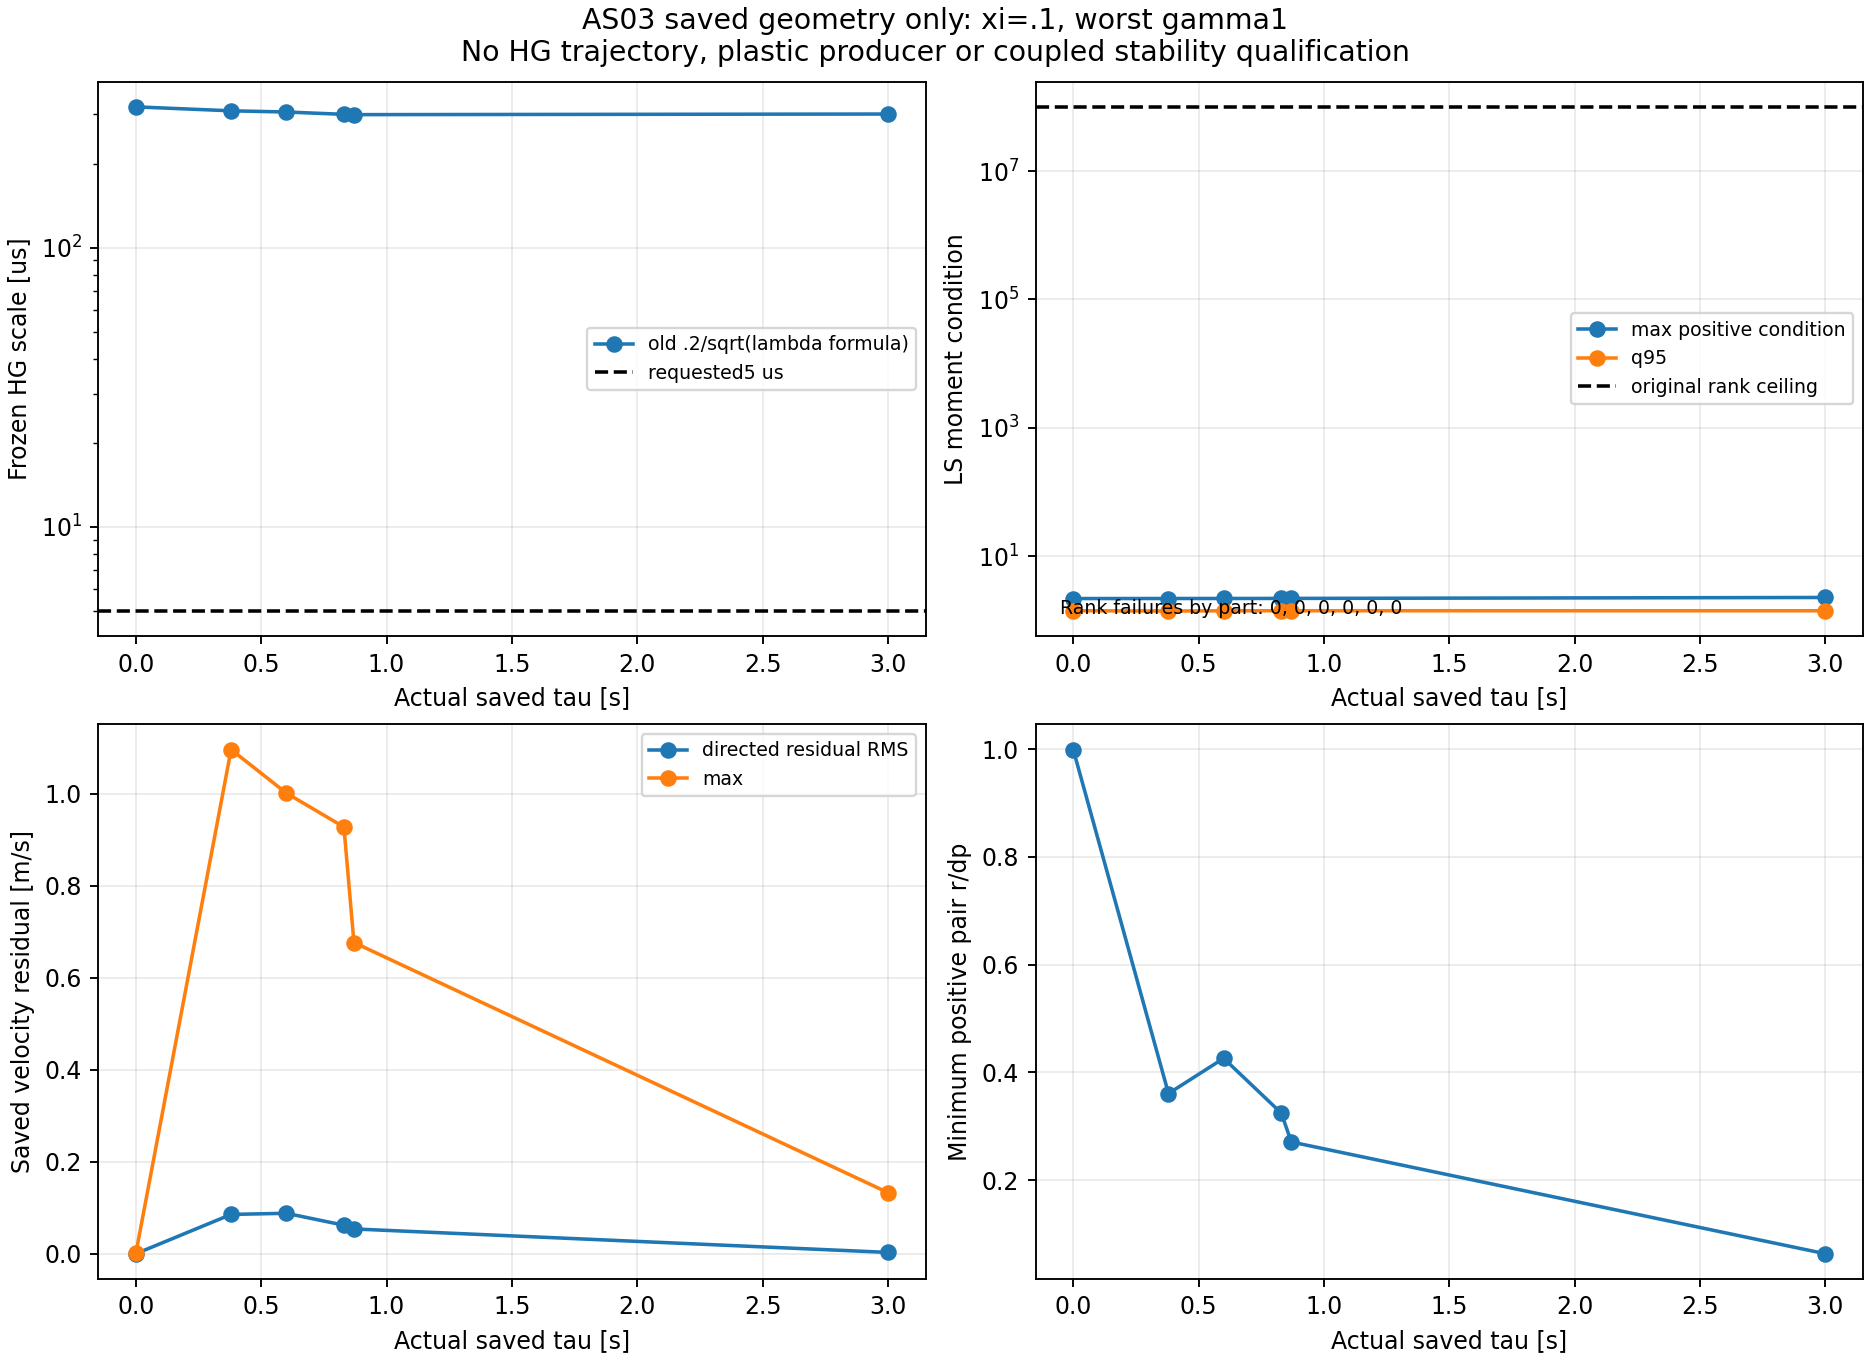 AS03 saved geometry only: xi=.1, worst gamma1
No HG trajectory, plastic producer or coupled stability qualification
Frozen HG scale [us]
10²
10¹
old .2/sqrt(lambda formula)
requested5 us
0.0 0.5 1.0 1.5 2.0 2.5 3.0
Actual saved tau [s]
LS moment condition
10⁷
10⁵
10³
10¹
max positive condition
q95
original rank ceiling
Rank failures by part: 0, 0, 0, 0, 0, 0
0.0 0.5 1.0 1.5 2.0 2.5 3.0
Actual saved tau [s]
Saved velocity residual [m/s]
1.0
0.8
0.6
0.4
0.2
0.0
directed residual RMS
max
0.0 0.5 1.0 1.5 2.0 2.5 3.0
Actual saved tau [s]
Minimum positive pair r/dp
1.0
0.8
0.6
0.4
0.2
0.0 0.5 1.0 1.5 2.0 2.5 3.0
Actual saved tau [s]